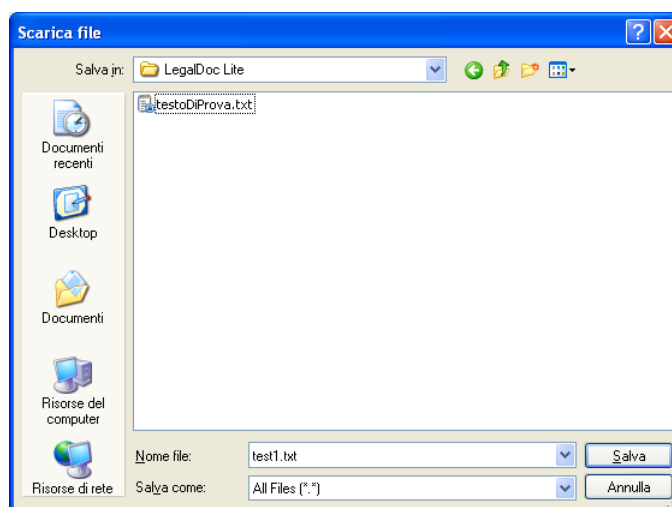 Scarica file
Salva in: LegalDoc Lite
testoDiProva.txt
Documenti
recenti
Desktop
Documenti
Risorse del
computer
Risorse di rete
Nome file: test1.txt Salva
Salva come: All Files (*.*) Annulla